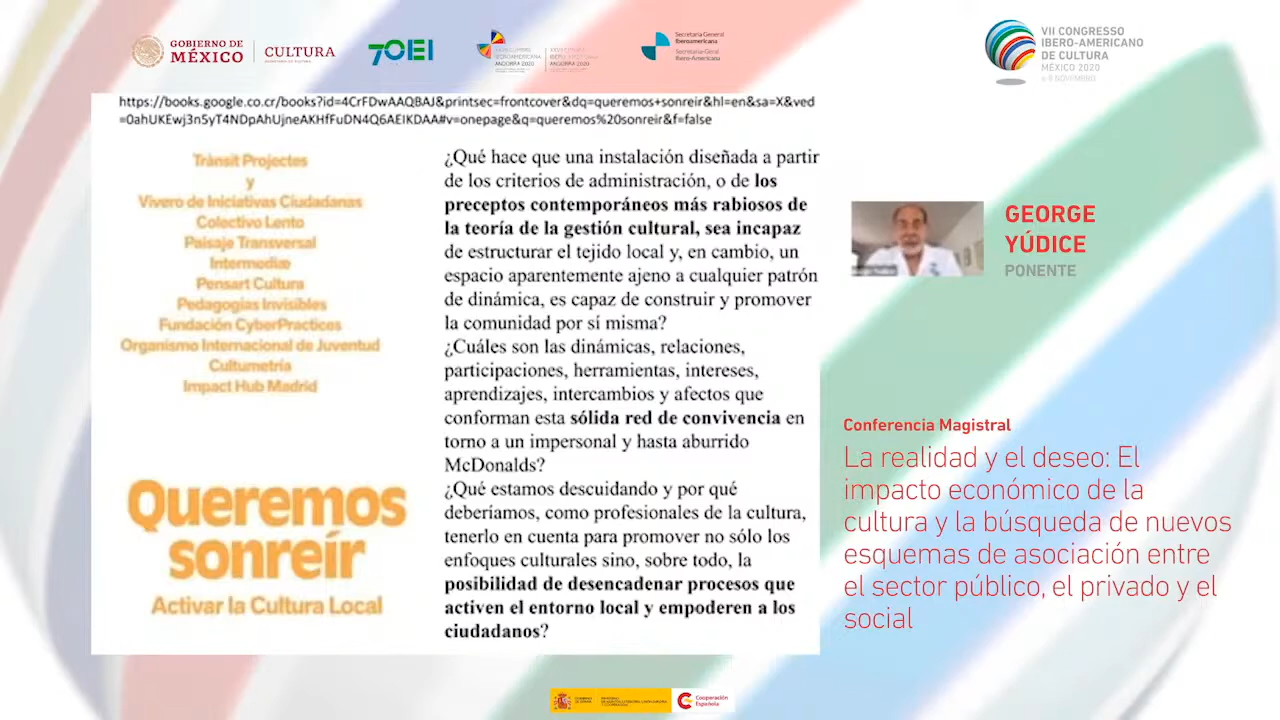 GOBIERNO DE
MÉXICO
CULTURA
70EI
ANDORRA 2020
ANDORRA 2020
Secretaría General
Iberoamericana
Secretaria-Geral
Ibero-Americana
VII CONGRESSO
IBERO-AMERICANO
DE CULTURA
MÉXICO 2020
NOVEMBRO
https://books.google.co.cr/books?id=4CrFDwAAQBAJ&printsec=frontcover&dq=queremos+sonreir&hl=en&sa=X&ved
=0ahUKEwj3n5yT4NDpAhUjneAKHfFuDN4Q6AEIKDAA#v=onepage&q=queremos%20sonreir&f=false
Trànsit Projectes
y
Vivero de Iniciativas Ciudadanas
Colectivo Lento
Paisaje Transversal
Intermediæ
Pensart Cultura
Pedagogías Invisibles
Fundación CyberPractices
Organismo Internacional de Juventud
Culturmetría
Impact Hub Madrid
Queremos
sonreír
Activar la Cultura Local
¿Qué hace que una instalación diseñada a partir
de los criterios de administración, o de los
preceptos contemporáneos más rabiosos de
la teoría de la gestión cultural, sea incapaz
de estructurar el tejido local y, en cambio, un
espacio aparentemente ajeno a cualquier patrón
de dinámica, es capaz de construir y promover
la comunidad por sí misma?
¿Cuáles son las dinámicas, relaciones,
participaciones, herramientas, intereses,
aprendizajes, intercambios y afectos que
conforman esta sólida red de convivencia en
torno a un impersonal y hasta aburrido
McDonalds?
¿Qué estamos descuidando y por qué
deberíamos, como profesionales de la cultura,
tenerlo en cuenta para promover no sólo los
enfoques culturales sino, sobre todo, la
posibilidad de desencadenar procesos que
activen el entorno local y empoderen a los
ciudadanos?
GEORGE
YÚDICE
PONENTE
Conferencia Magistral
La realidad y el deseo: El
impacto económico de la
cultura y la búsqueda de nuevos
esquemas de asociación entre
el sector público, el privado y el
social
Cooperación
Española